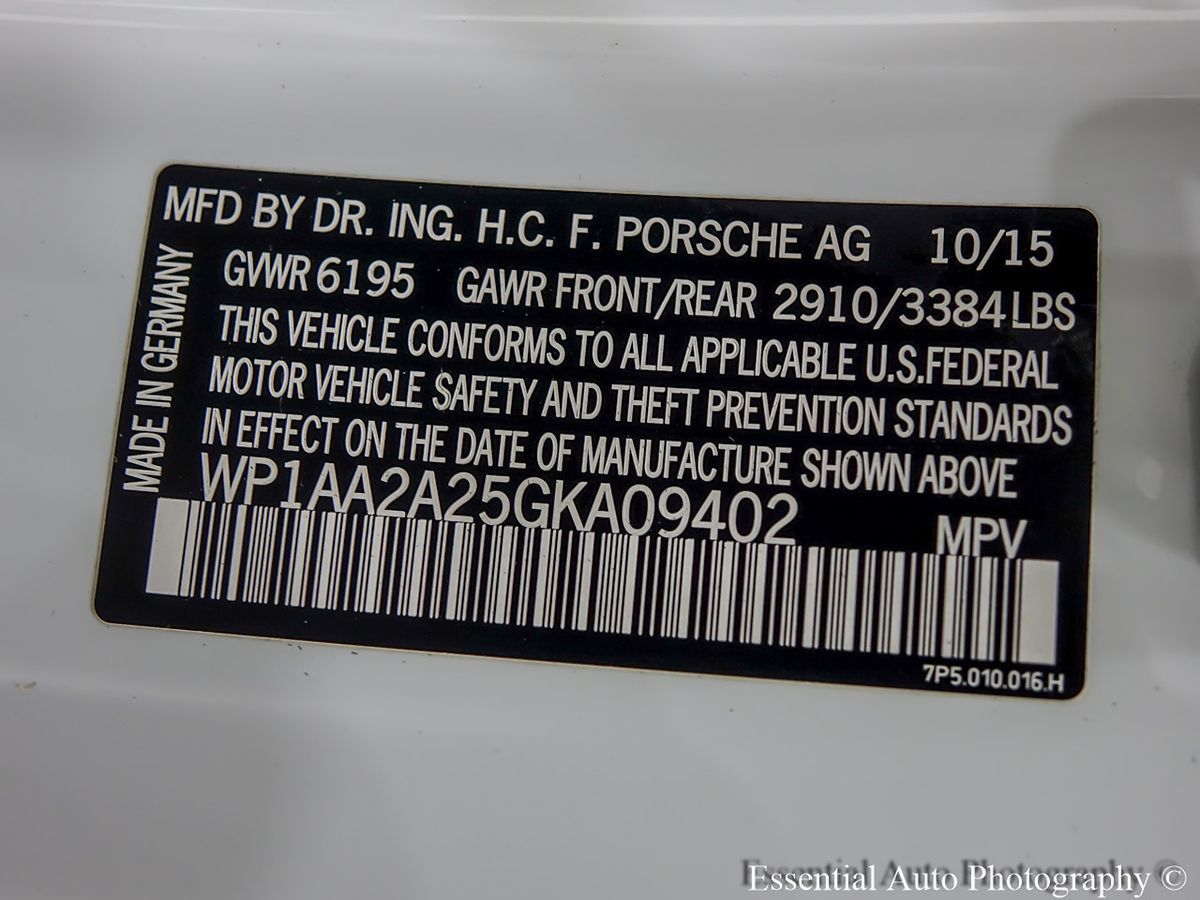 MFD BY DR. ING. H.C. F. PORSCHE AG 10/15
GVWR 6195 GAWR FRONT/REAR 2910/3384 LBS
THIS VEHICLE CONFORMS TO ALL APPLICABLE U.S.FEDERAL
MOTOR VEHICLE SAFETY AND THEFT PREVENTION STANDARDS
IN EFFECT ON THE DATE OF MANUFACTURE SHOWN ABOVE
WP1AA2A25GKA09402 MPV
MADE IN GERMANY
7P5.010.016.H
Essential Auto Photography ©